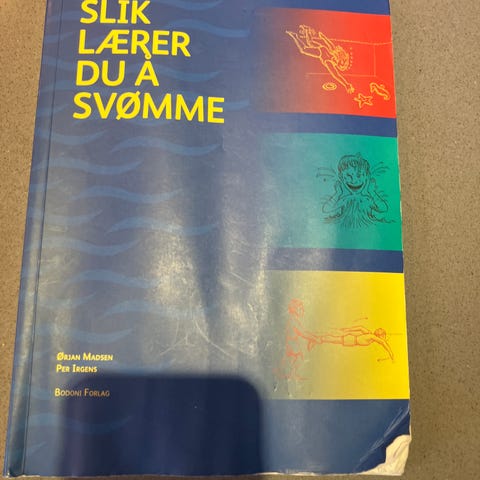 SLIK
LÆRER
DU Å
SVØMME
ØRJAN MADSEN
PER IRGENS
BODONI FORLAG